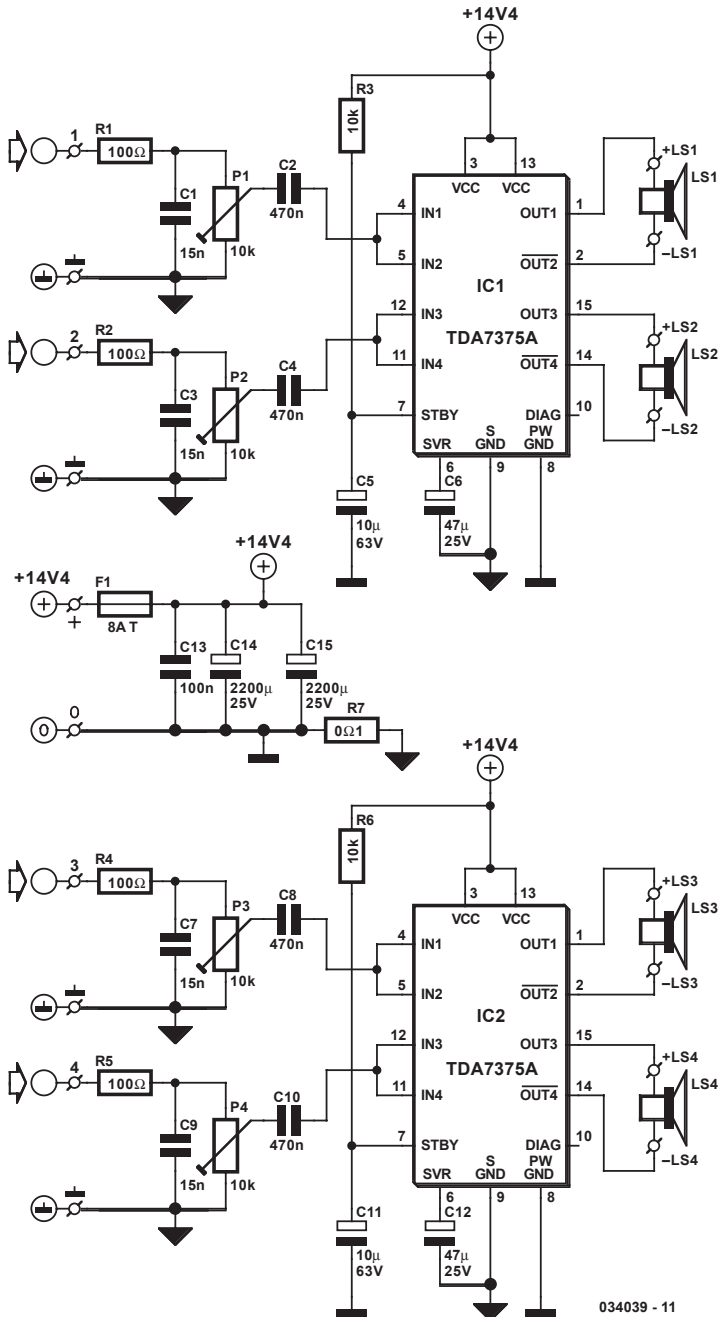 +14V4
R3
10k
1
R1
100Ω
C1
15n
P1
10k
C2
470n
3
13
VCC
VCC
4
IN1
5
IN2
12
IN3
11
IN4
7
STBY
IC1
TDA7375A
OUT1
1
OUT2
2
OUT3
15
OUT4
14
DIAG
10
SVR
S
GND
PW
GND
6
9
8
+LS1
LS1
–LS1
+LS2
LS2
–LS2
2
R2
100Ω
C3
15n
P2
10k
C4
470n
C5
10µ
63V
C6
47µ
25V
+14V4
+14V4
+
F1
8A T
C13
100n
C14
2200µ
25V
C15
2200µ
25V
0
0
R7
0Ω1
+14V4
R6
10k
3
R4
100Ω
C7
15n
P3
10k
C8
470n
3
13
VCC
VCC
4
IN1
5
IN2
12
IN3
11
IN4
7
STBY
IC2
TDA7375A
OUT1
1
OUT2
2
OUT3
15
OUT4
14
DIAG
10
SVR
S
GND
PW
GND
6
9
8
+LS3
LS3
–LS3
+LS4
LS4
–LS4
4
R5
100Ω
C9
15n
P4
10k
C10
470n
C11
10µ
63V
C12
47µ
25V
034039 - 11